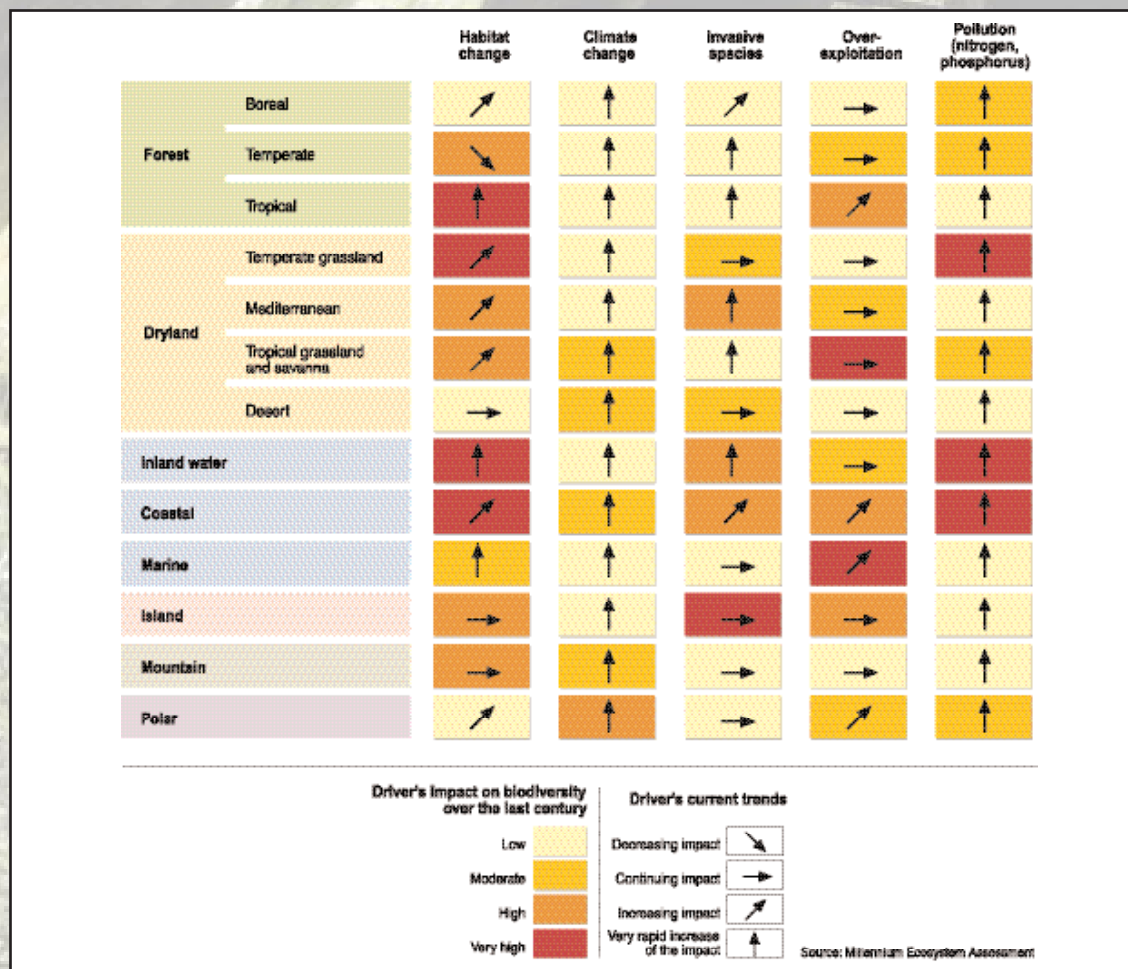 Habitat
change
Climate
change
Invasive
species
Over-
exploitation
Pollution
(nitrogen,
phosphorus)
Forest
Boreal
Temperate
Tropical
Dryland
Temperate grassland
Mediterranean
Tropical grassland
and savanna
Desert
Inland water
Coastal
Marine
Island
Mountain
Polar
Driver's impact on biodiversity
over the last century
Low
Moderate
High
Very high
Driver's current trends
Decreasing impact
Continuing impact
Increasing impact
Very rapid increase
of the impact
Source: Millennium Ecosystem Assessment